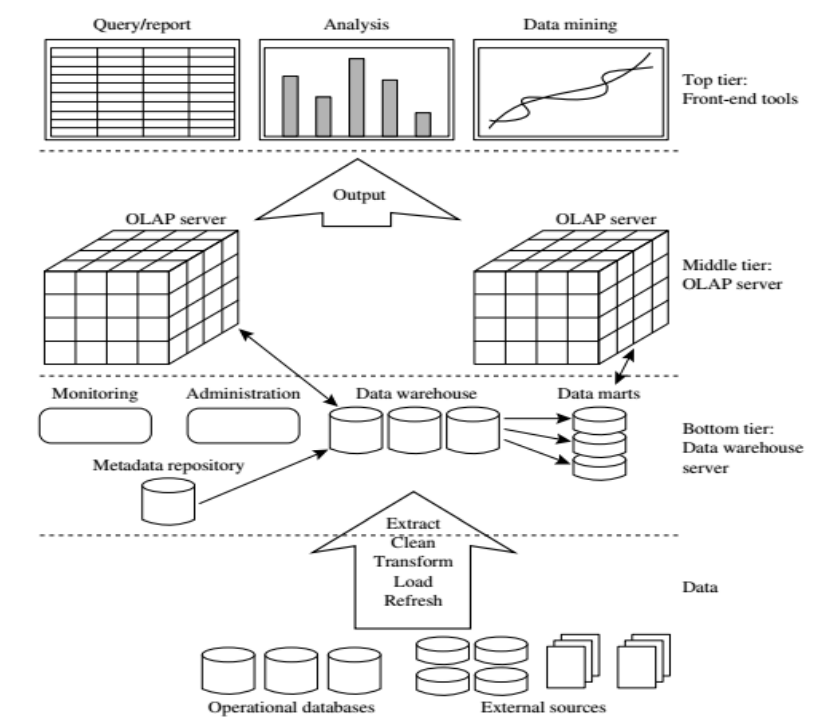 Query/report
Analysis
Data mining
Top tier:
Front-end tools
Output
OLAP server
OLAP server
Middle tier:
OLAP server
Monitoring
Administration
Data warehouse
Data marts
Bottom tier:
Data warehouse
server
Metadata repository
Extract
Clean
Transform
Load
Refresh
Data
Operational databases
External sources